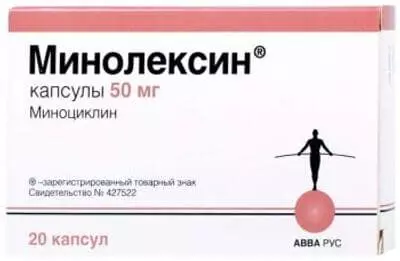 Минолексин®
капсулы 50 мг
Миноциклин
® –зарегистрированный товарный знак
Свидетельство № 427522
20 капсул
АВВА РУС